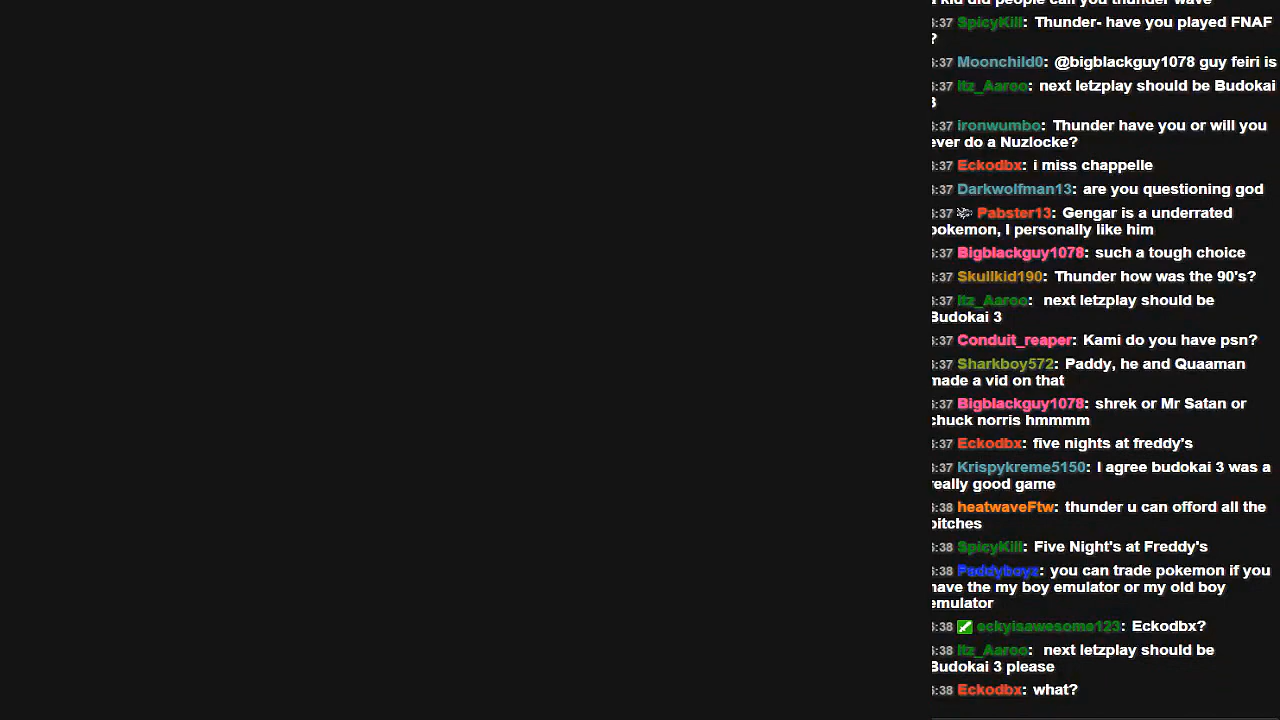 a kid did people call you thunder wave
:37 SpicyKill: Thunder- have you played FNAF
?
:37 Moonchild0: @bigblackguy1078 guy feiri is
:37 Itz_Aaroo: next letzplay should be Budokai
3
:37 ironwumbo: Thunder have you or will you
ever do a Nuzlocke?
:37 Eckodbx: i miss chappelle
:37 Darkwolfman13: are you questioning god
:37 Pabster13: Gengar is a underrated
pokemon, I personally like him
:37 Bigblackguy1078: such a tough choice
:37 Skullkid190: Thunder how was the 90's?
:37 Itz_Aaroo: next letzplay should be
Budokai 3
:37 Conduit_reaper: Kami do you have psn?
:37 Sharkboy572: Paddy, he and Quaaman
made a vid on that
:37 Bigblackguy1078: shrek or Mr Satan or
chuck norris hmmmm
:37 Eckodbx: five nights at freddy's
:37 Krispykreme5150: I agree budokai 3 was a
really good game
:38 heatwaveFtw: thunder u can offord all the
bitches
:38 SpicyKill: Five Night's at Freddy's
:38 Paddyboyz: you can trade pokemon if you
have the my boy emulator or my old boy
emulator
:38 eckyisawesome123: Eckodbx?
:38 Itz_Aaroo: next letzplay should be
Budokai 3 please
:38 Eckodbx: what?